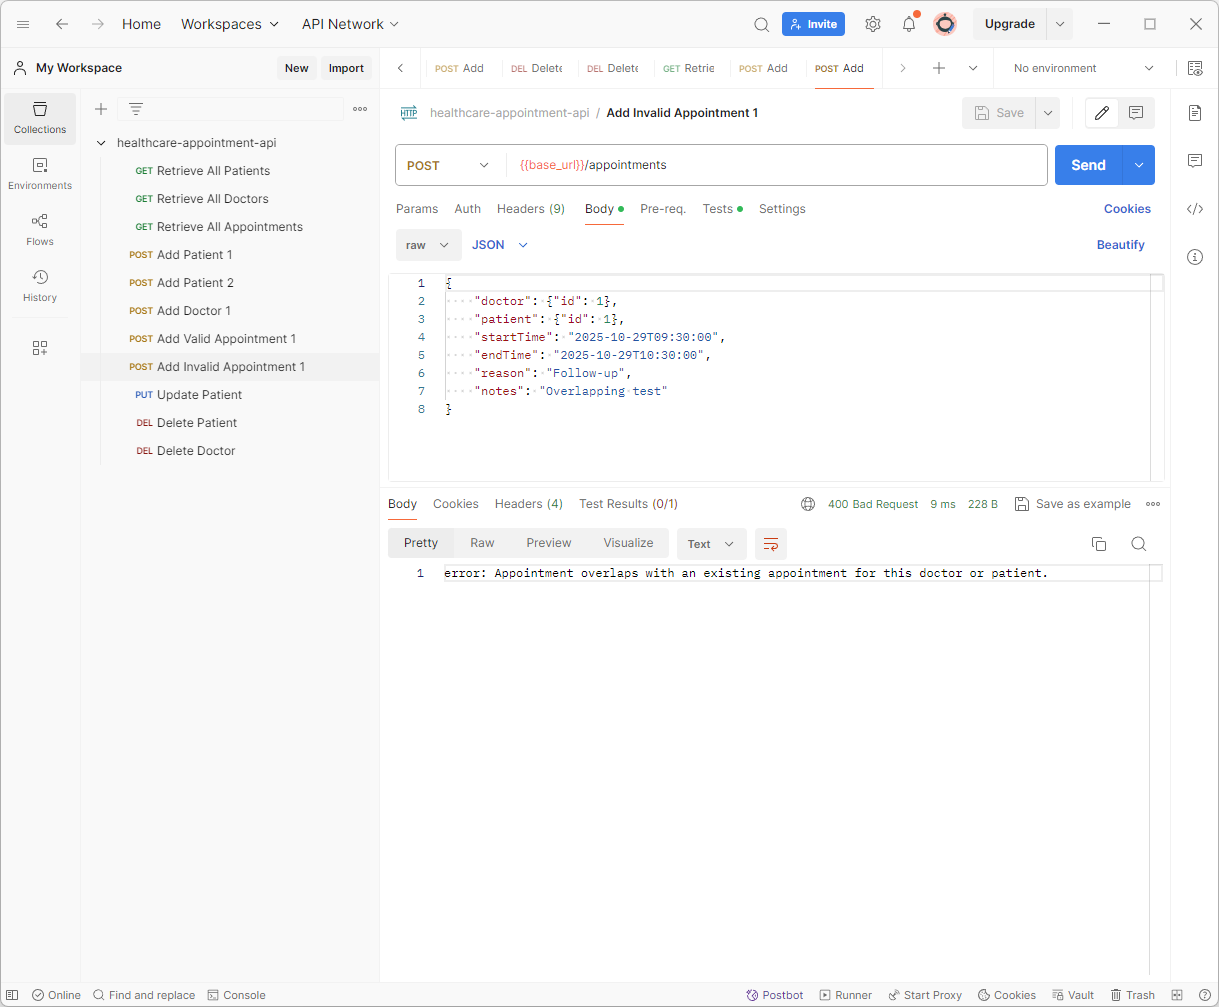 Home
Workspaces
API Network
Invite
Upgrade
My Workspace
New
Import
POST Add
DEL Delete
DEL Delete
GET Retrie
POST Add
POST Add
No environment
Collections
Environments
Flows
History
healthcare-appointment-api
GET Retrieve All Patients
GET Retrieve All Doctors
GET Retrieve All Appointments
POST Add Patient 1
POST Add Patient 2
POST Add Doctor 1
POST Add Valid Appointment 1
POST Add Invalid Appointment 1
PUT Update Patient
DEL Delete Patient
DEL Delete Doctor
HTTP healthcare-appointment-api / Add Invalid Appointment 1
Save
POST
{{base_url}}/appointments
Send
Params Auth Headers (9) Body Pre-req. Tests Settings
Cookies
raw JSON
Beautify
1 {
2 "doctor": {"id": 1},
3 "patient": {"id": 1},
4 "startTime": "2025-10-29T09:30:00",
5 "endTime": "2025-10-29T10:30:00",
6 "reason": "Follow-up",
7 "notes": "Overlapping test"
8 }
Body Cookies Headers (4) Test Results (0/1)
400 Bad Request 9 ms 228 B Save as example
Pretty Raw Preview Visualize Text
1 error: Appointment overlaps with an existing appointment for this doctor or patient.
Online Find and replace Console
Postbot Runner Start Proxy Cookies Vault Trash